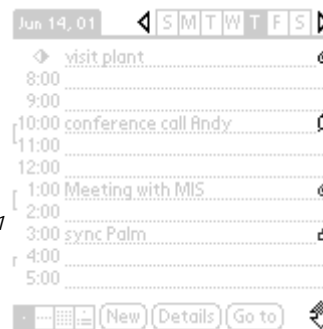 Jun 14, 01 S M T W T F S
visit plant
8:00
9:00
10:00 conference call Andy
11:00
12:00
1:00 Meeting with MIS
2:00
3:00 sync Palm
4:00
5:00
New Details Go to